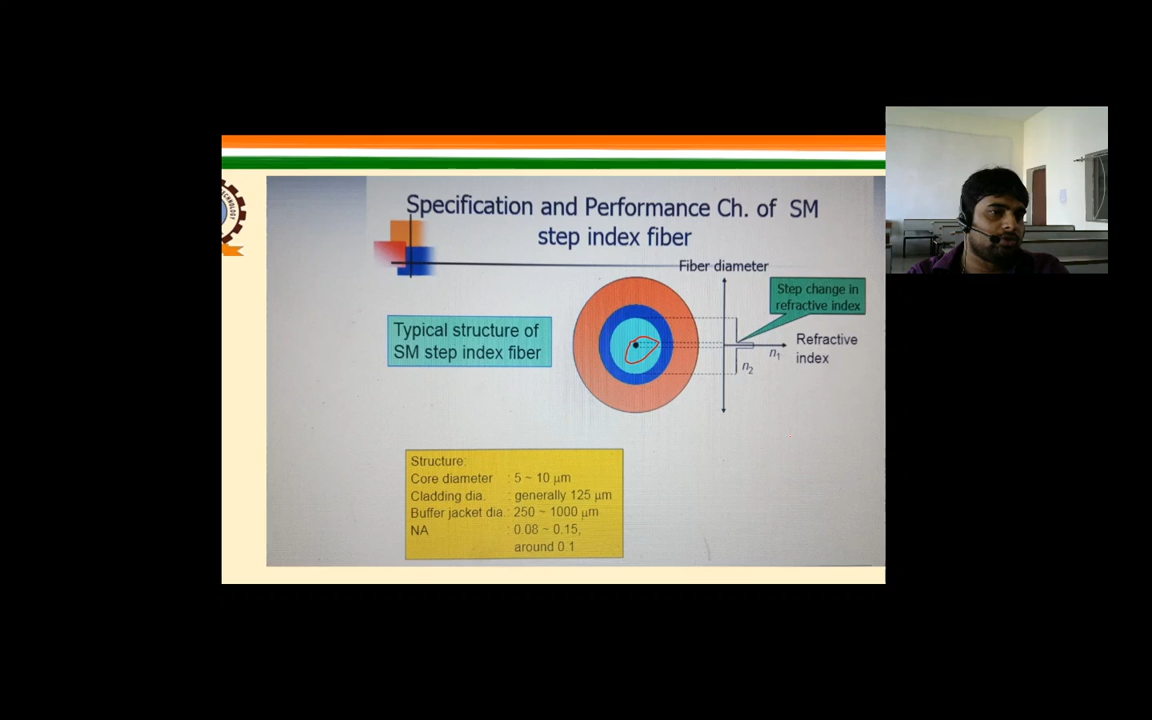 TECHNOLOGY
Specification and Performance Ch. of SM
step index fiber
Fiber diameter
Step change in
refractive index
Typical structure of
SM step index fiber
Refractive
index
n1
n2
Structure:
Core diameter : 5 ~ 10 μm
Cladding dia. : generally 125 μm
Buffer jacket dia.: 250 ~ 1000 μm
NA : 0.08 ~ 0.15,
around 0.1